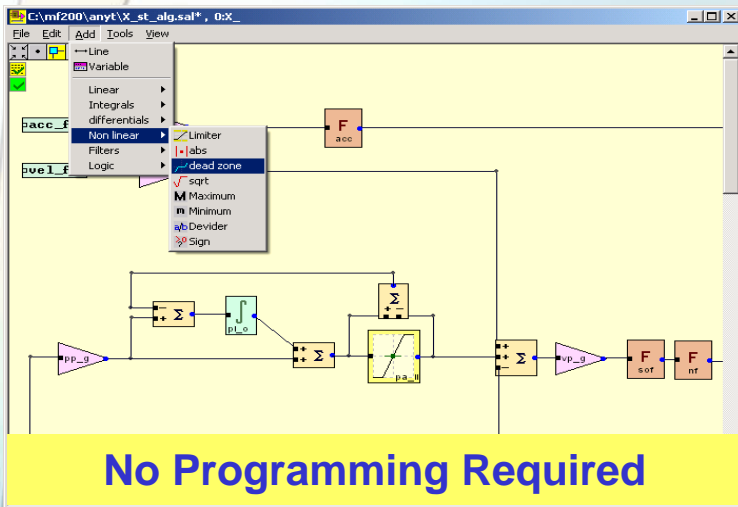 C:\mf200\anyt\X_st_alg.sal* , 0:X_
File Edit Add Tools View
Line
Variable
Linear
Integrals
differentials
Non linear
Filters
Logic
Limiter
abs
dead zone
sqrt
Maximum
Minimum
Devider
Sign
acc_f
vel_f
F
acc
Σ
Σ
pi_o
pp_g
Σ
pa_ll
Σ
vp_g
F
sof
F
nf
No Programming Required